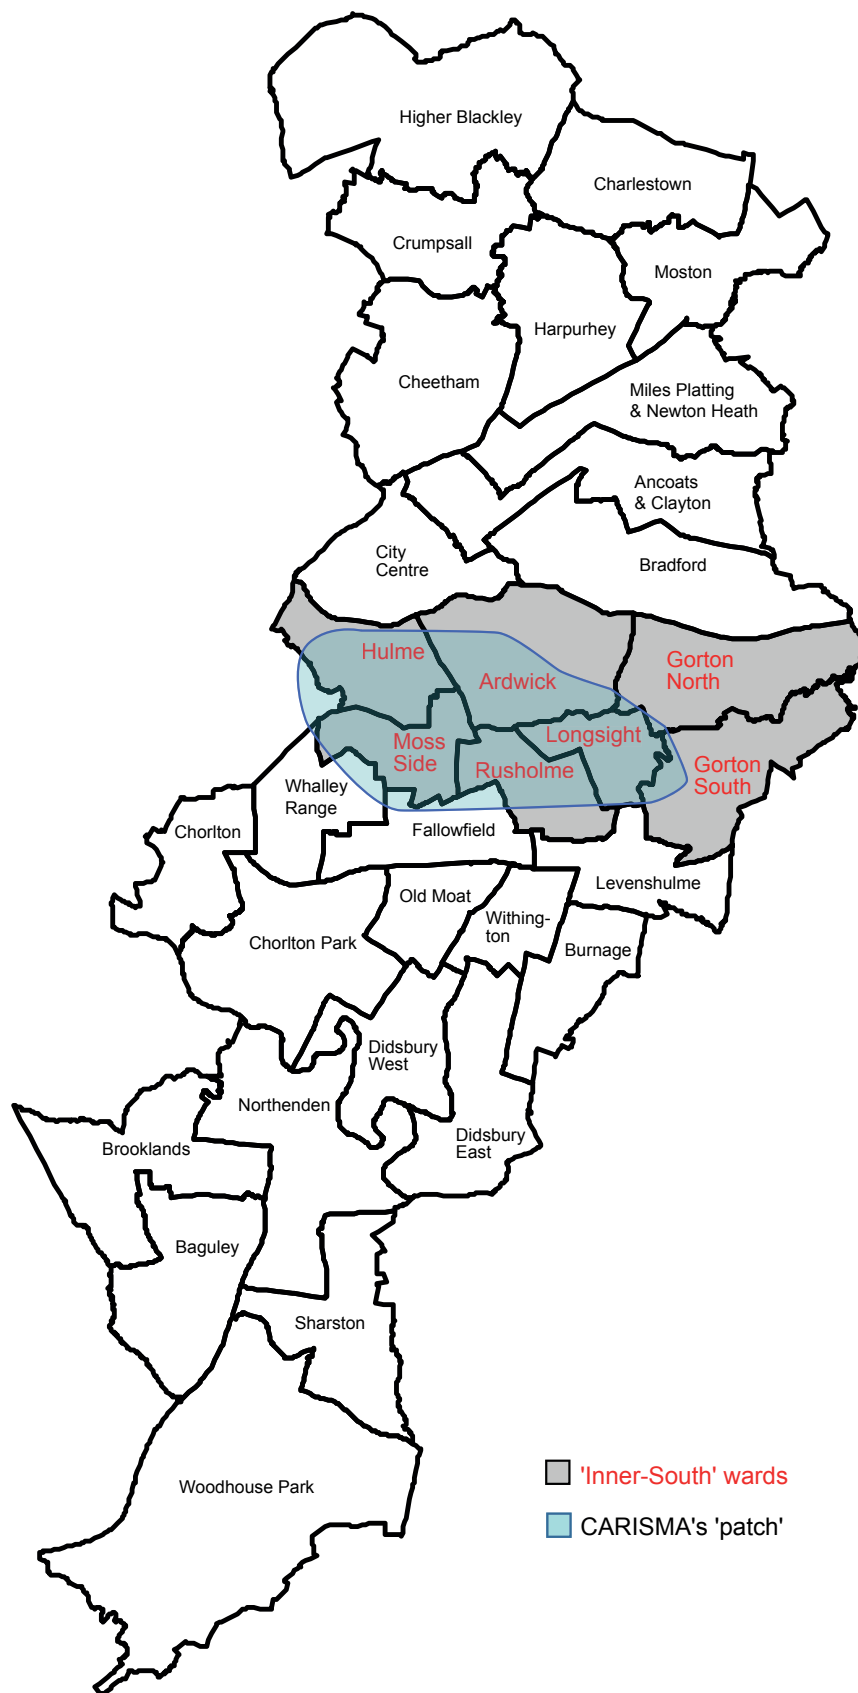 Higher Blackley
Charlestown
Crumpsall
Moston
Harpurhey
Cheetham
Miles Platting
& Newton Heath
Ancoats
& Clayton
City
Centre
Bradford
Hulme
Ardwick
Gorton
North
Moss
Side
Longsight
Rusholme
Gorton
South
Whalley
Range
Chorlton
Fallowfield
Levenshulme
Old Moat
Withing-
ton
Chorlton Park
Burnage
Didsbury
West
Northenden
Didsbury
East
Brooklands
Baguley
Sharston
Woodhouse Park
'Inner-South' wards
CARISMA's 'patch'